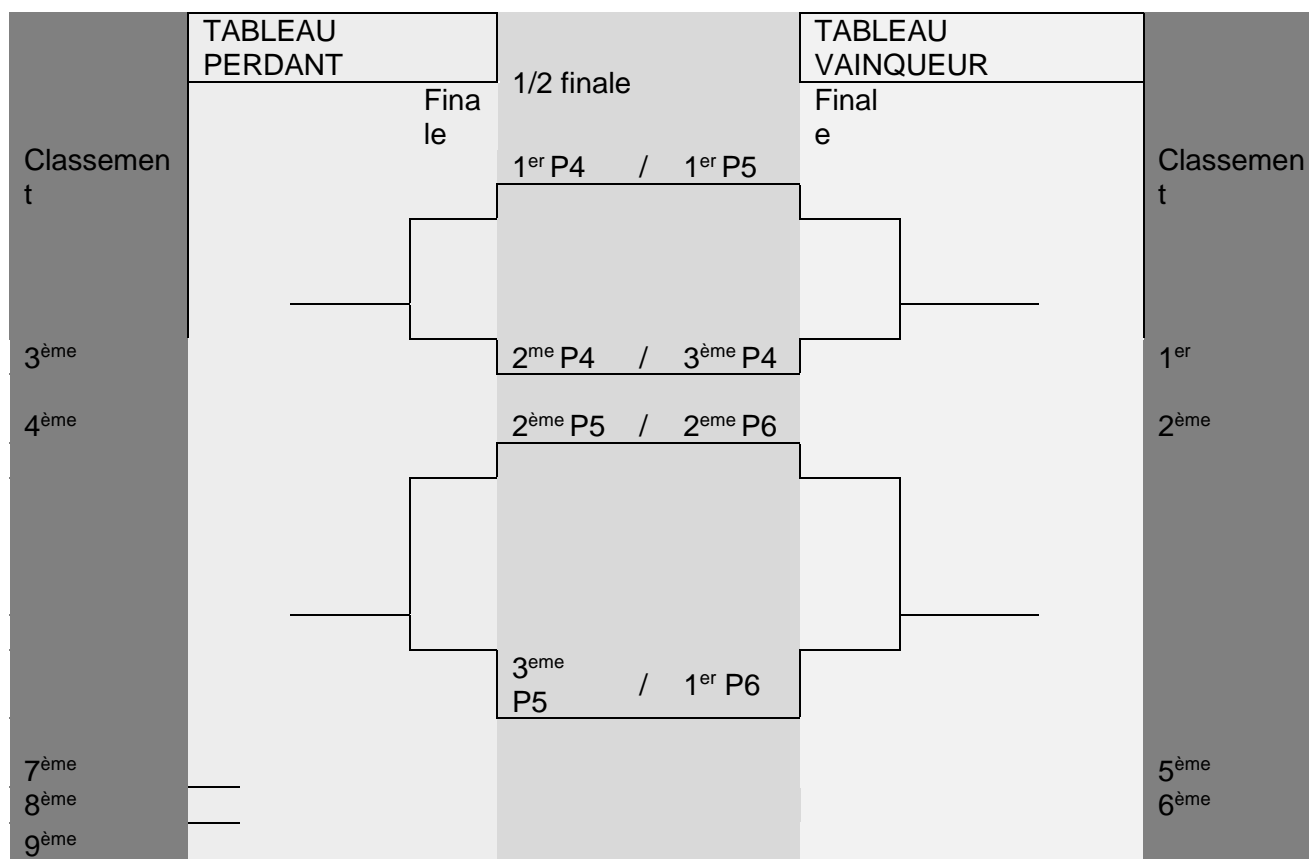 TABLEAU
PERDANT
1/2 finale
TABLEAU
VAINQUEUR
Fina
le
Final
e
Classemen
t
1er P4 / 1er P5
Classemen
t
3ème
2me P4 / 3ème P4
1er
4ème
2ème P5 / 2eme P6
2ème
3eme
P5 / 1er P6
7ème
5ème
8ème
6ème
9ème